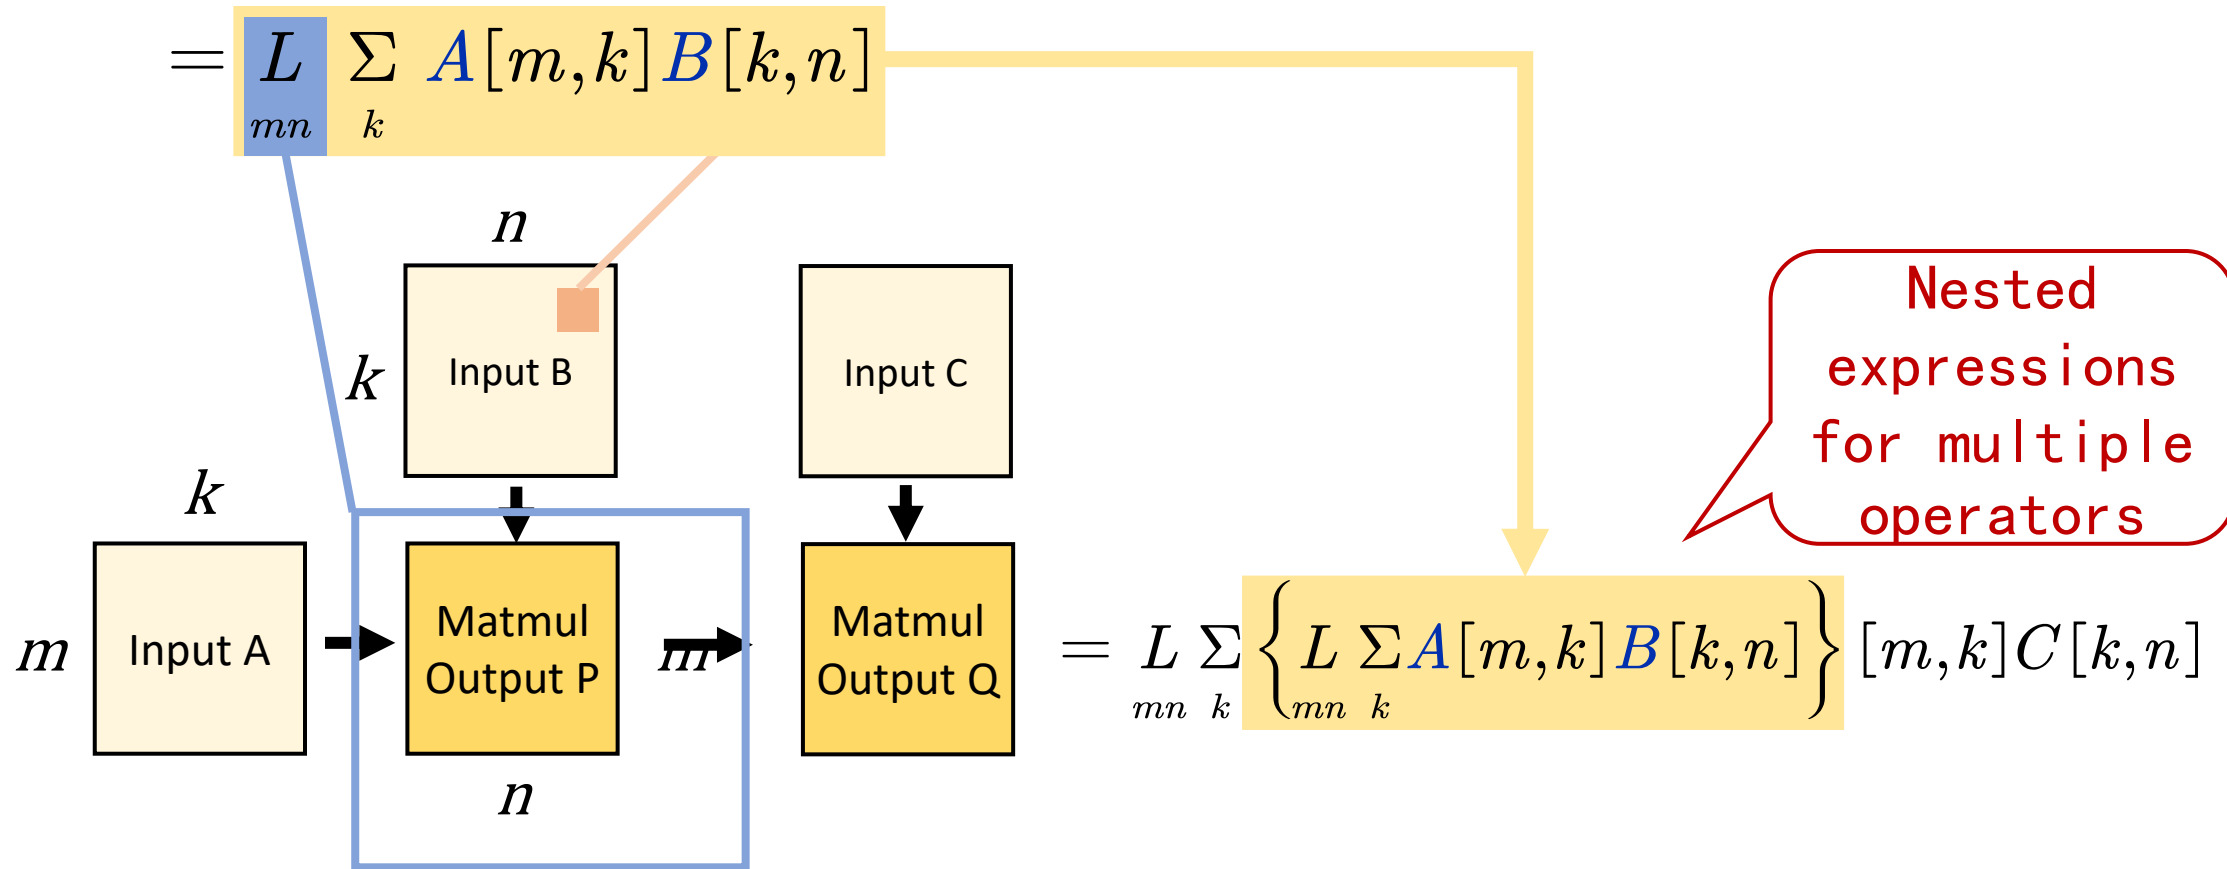 = L Σ A[m,k]B[k,n]
mn k
n
Input B
Input C
k
k
Nested
expressions
for multiple
operators
m
Input A
Matmul
Output P
m
Matmul
Output Q
= L Σ {L Σ A[m,k]B[k,n]} [m,k]C[k,n]
mn k mn k
n